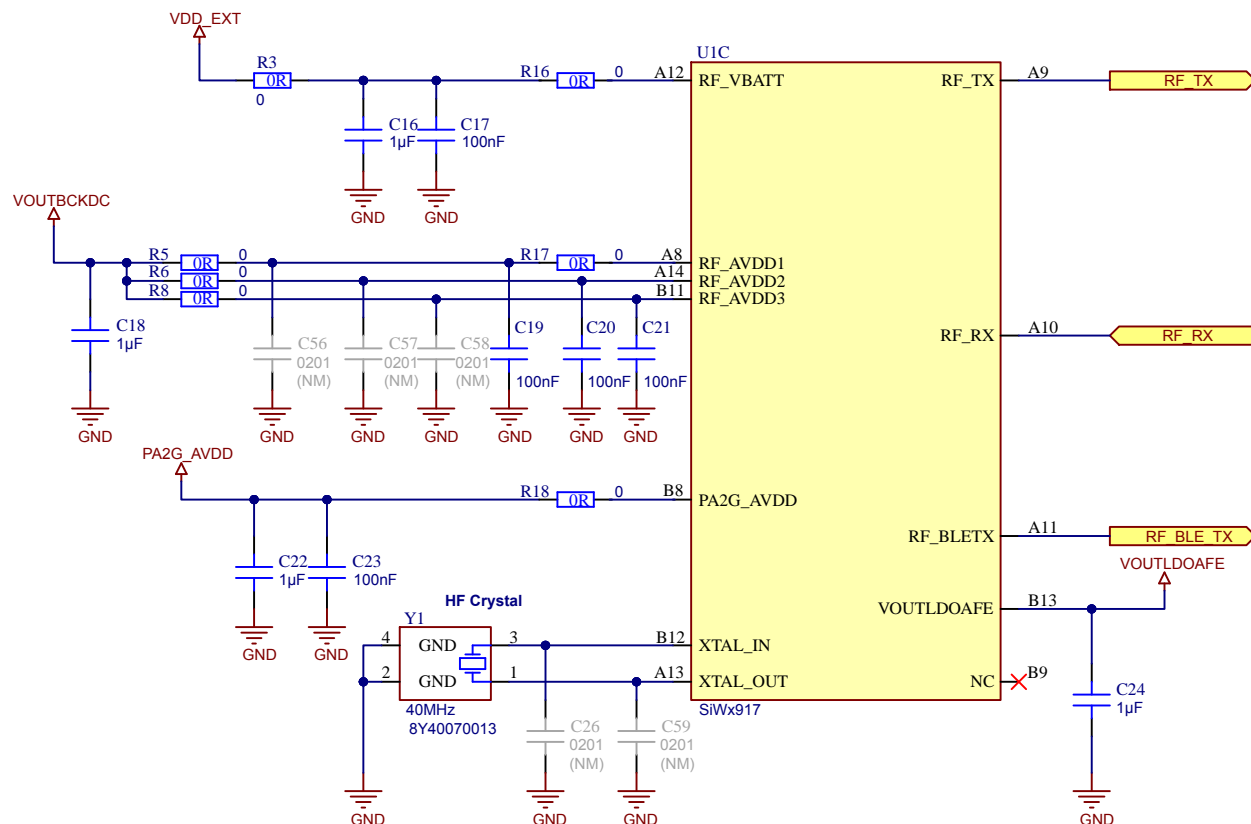 VDD_EXT
U1C
R3
0R
0
R16
0R
0
A12
RF_VBATT
RF_TX
A9
RF_TX
C16
1µF
C17
100nF
GND
GND
VOUTBCKDC
R5
0R
0
R17
0R
0
A8
RF_AVDD1
R6
0R
0
A14
RF_AVDD2
R8
0R
0
B11
RF_AVDD3
C18
1µF
C56
0201
(NM)
C57
0201
(NM)
C58
0201
(NM)
C19
100nF
C20
100nF
C21
100nF
RF_RX
A10
RF_RX
GND
GND
GND
GND
GND
GND
GND
PA2G_AVDD
R18
0R
0
B8
PA2G_AVDD
RF_BLETX
A11
RF_BLE_TX
C22
1µF
C23
100nF
GND
GND
VOUTLDOAFE
VOUTLDOAFE
B13
HF Crystal
Y1
4
GND
3
B12
XTAL_IN
2
GND
1
A13
XTAL_OUT
NC
B9
40MHz
8Y40070013
SiWx917
C26
0201
(NM)
C59
0201
(NM)
C24
1µF
GND
GND
GND
GND